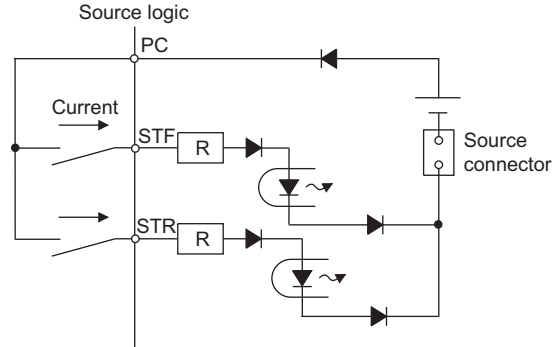 Source logic
PC
Current
STF
R
Source
connector
STR
R